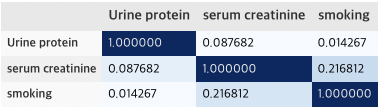 Urine protein serum creatinine smoking
Urine protein 1.000000 0.087682 0.014267
serum creatinine 0.087682 1.000000 0.216812
smoking 0.014267 0.216812 1.000000